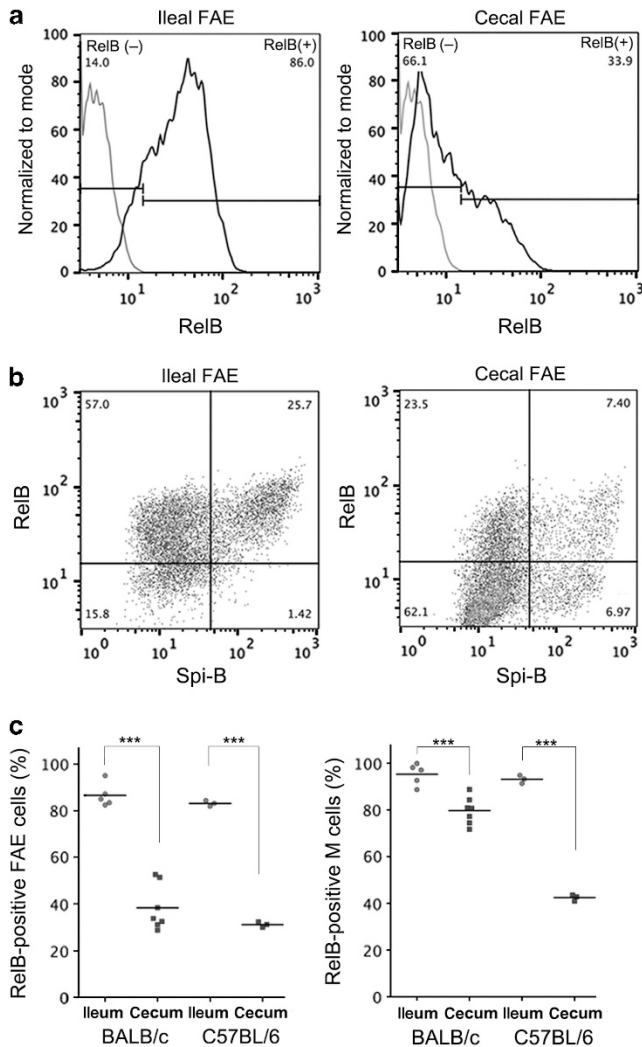 a
Ileal FAE
Cecal FAE
Normalized to mode
100
80
60
40
20
0
RelB (–)
14.0
RelB(+)
86.0
10¹ 10² 10³
RelB
Normalized to mode
100
80
60
40
20
0
RelB (–)
66.1
RelB(+)
33.9
10¹ 10² 10³
RelB
b
Ileal FAE
Cecal FAE
RelB
10³
10²
10¹
57.0
25.7
15.8
1.42
10⁰ 10¹ 10² 10³
Spi-B
RelB
10³
10²
10¹
23.5
7.40
62.1
6.97
10⁰ 10¹ 10² 10³
Spi-B
c
RelB-positive FAE cells (%)
100
80
60
40
20
0
*** ***
Ileum Cecum Ileum Cecum
BALB/c C57BL/6
RelB-positive M cells (%)
100
80
60
40
20
0
*** ***
Ileum Cecum Ileum Cecum
BALB/c C57BL/6